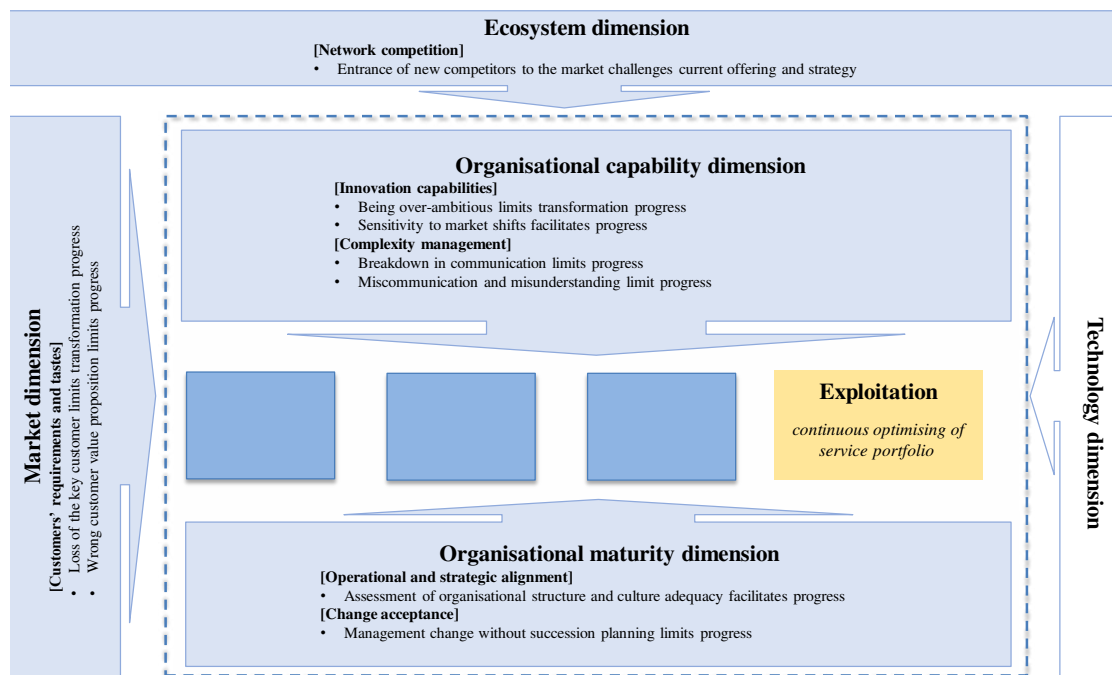 Ecosystem dimension
[Network competition]
• Entrance of new competitors to the market challenges current offering and strategy
Market dimension
[Customers' requirements and tastes]
• Loss of the key customer limits transformation progress
• Wrong customer value proposition limits progress
Organisational capability dimension
[Innovation capabilities]
• Being over-ambitious limits transformation progress
• Sensitivity to market shifts facilitates progress
[Complexity management]
• Breakdown in communication limits progress
• Miscommunication and misunderstanding limit progress
Exploitation
continuous optimising of
service portfolio
Organisational maturity dimension
[Operational and strategic alignment]
• Assessment of organisational structure and culture adequacy facilitates progress
[Change acceptance]
• Management change without succession planning limits progress
Technology dimension